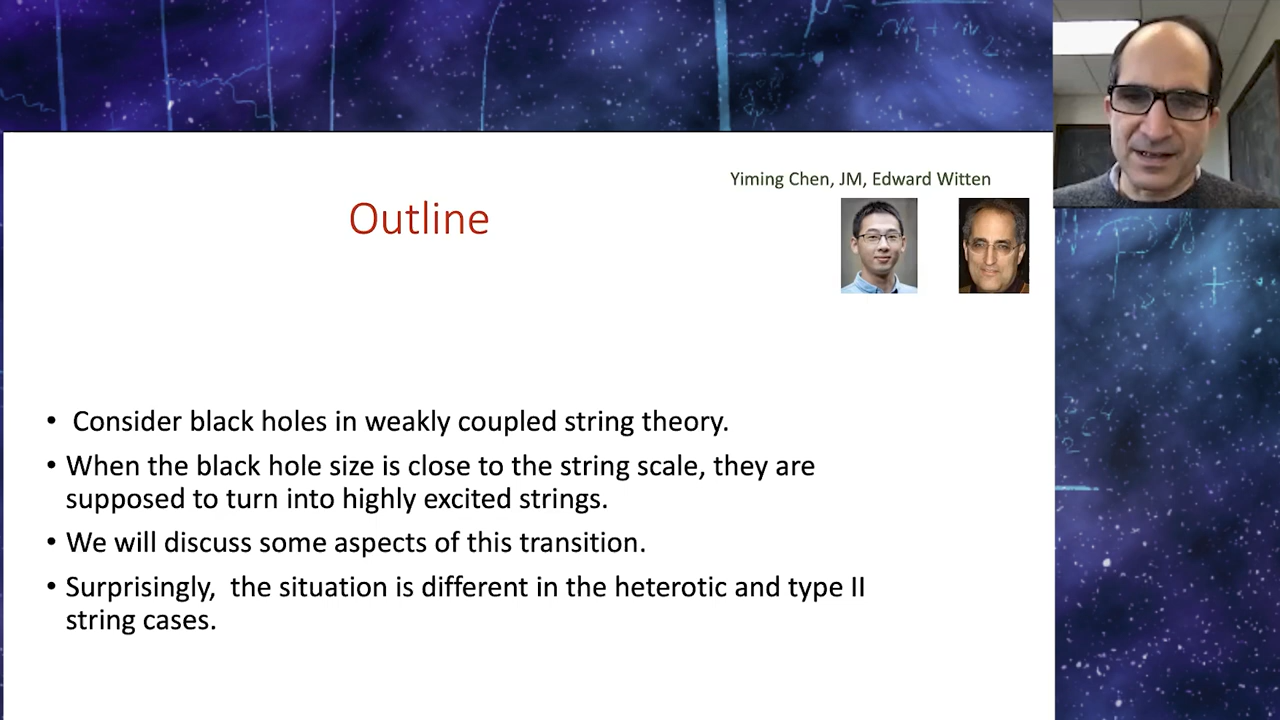 Yiming Chen, JM, Edward Witten
Outline
• Consider black holes in weakly coupled string theory.
• When the black hole size is close to the string scale, they are
supposed to turn into highly excited strings.
• We will discuss some aspects of this transition.
• Surprisingly, the situation is different in the heterotic and type II
string cases.